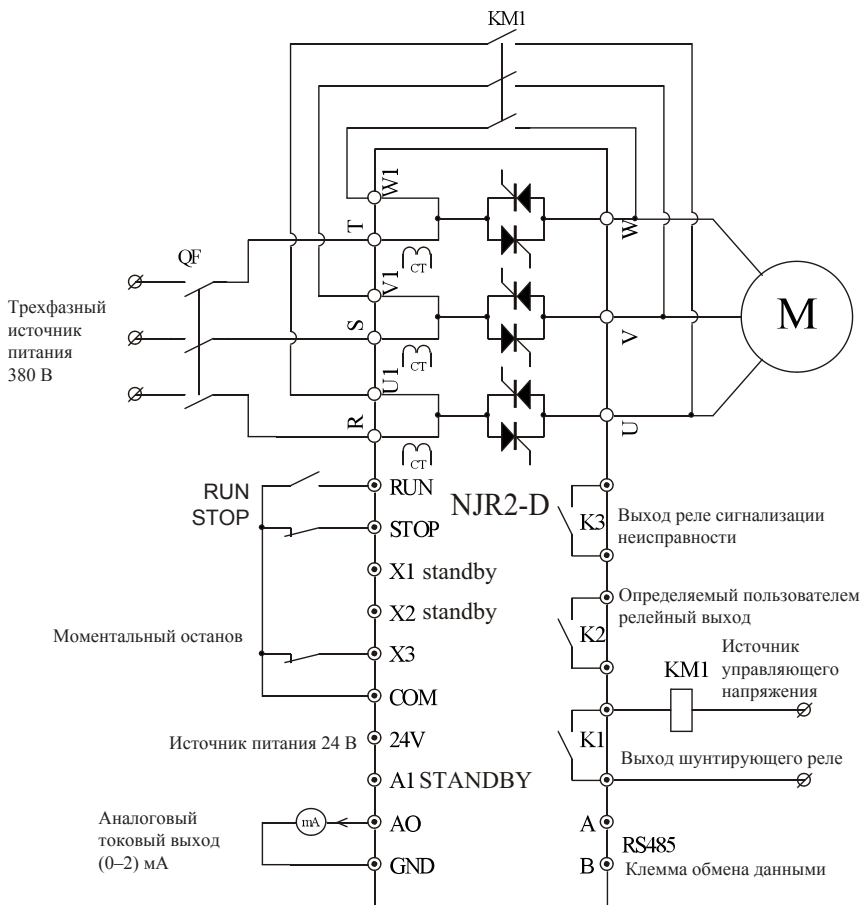 KM1
W1
T
CT
QF
V1
S
CT
U1
R
CT
W
V
U
M
Трехфазный
источник
питания
380 В
RUN
STOP
RUN
STOP
X1 standby
X2 standby
Моментальный останов
X3
COM
Источник питания 24 В
24V
A1 STANDBY
Аналоговый
токовый выход
(0–2) мА
mA
AO
GND
NJR2-D
K3
Выход реле сигнализации
неисправности
K2
Определяемый пользователем
релейный выход
Источник
управляющего
напряжения
KM1
K1
Выход шунтирующего реле
A
RS485
B
Клемма обмена данными